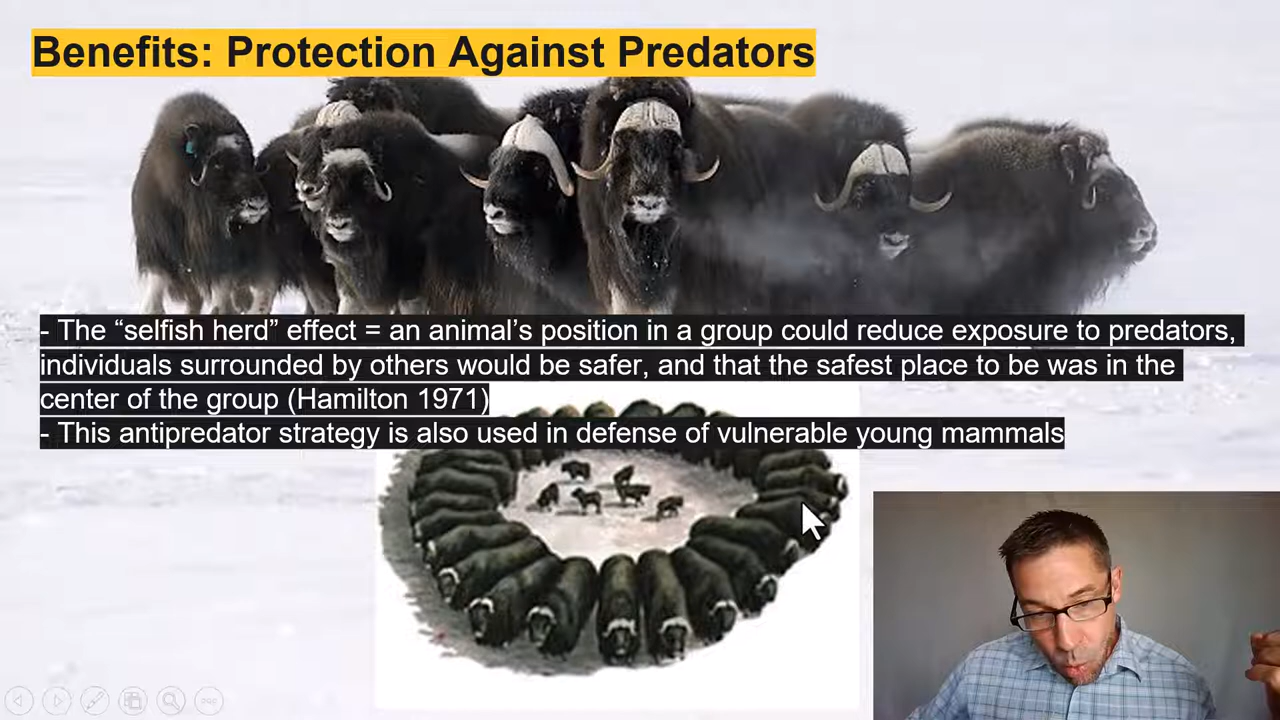 Benefits: Protection Against Predators
- The “selfish herd” effect = an animal’s position in a group could reduce exposure to predators,
individuals surrounded by others would be safer, and that the safest place to be was in the
center of the group (Hamilton 1971)
- This antipredator strategy is also used in defense of vulnerable young mammals